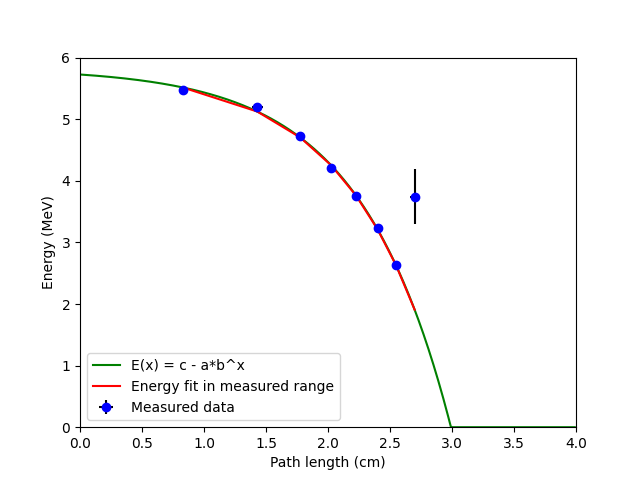 6
5
4
3
2
1
0
Energy (MeV)
E(x) = c - a*b^x
Energy fit in measured range
Measured data
0.0 0.5 1.0 1.5 2.0 2.5 3.0 3.5 4.0
Path length (cm)